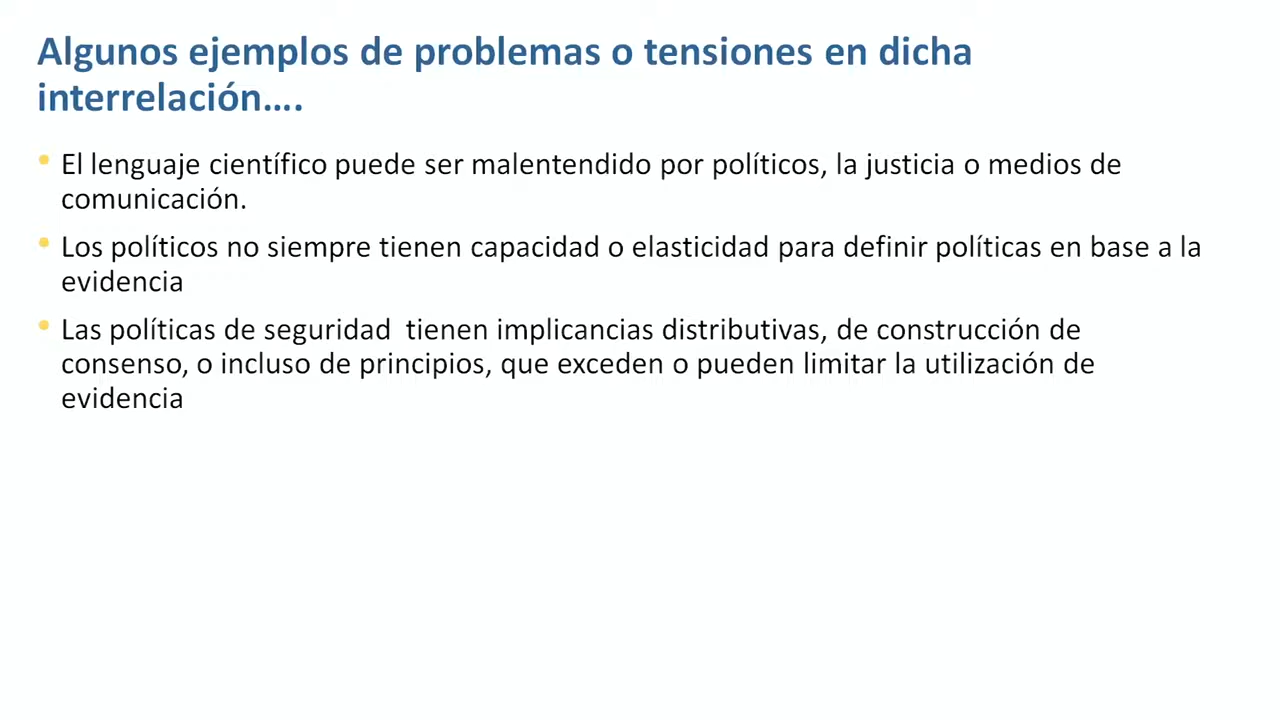 Algunos ejemplos de problemas o tensiones en dicha
interrelación....
• El lenguaje científico puede ser malentendido por políticos, la justicia o medios de
comunicación.
• Los políticos no siempre tienen capacidad o elasticidad para definir políticas en base a la
evidencia
• Las políticas de seguridad  tienen implicancias distributivas, de construcción de
consenso, o incluso de principios, que exceden o pueden limitar la utilización de
evidencia